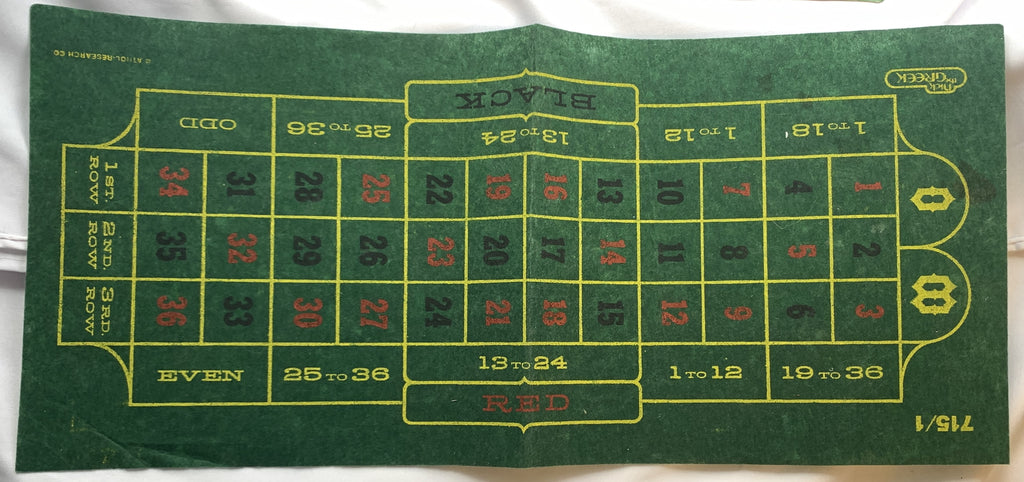 © ATHOL-RESEARCH CO
Nick
the
GREEK
BLACK
ODD
25 TO 36
13 TO 24
1 TO 12
1 TO 18
1ST. ROW
34 31 28 25 22 19 16 13 10 7 4 1
0
2ND. ROW
35 32 29 26 23 20 17 14 11 8 5 2
3RD. ROW
36 33 30 27 24 21 18 15 12 9 6 3
00
EVEN
25 TO 36
13 TO 24
1 TO 12
19 TO 36
RED
715/1